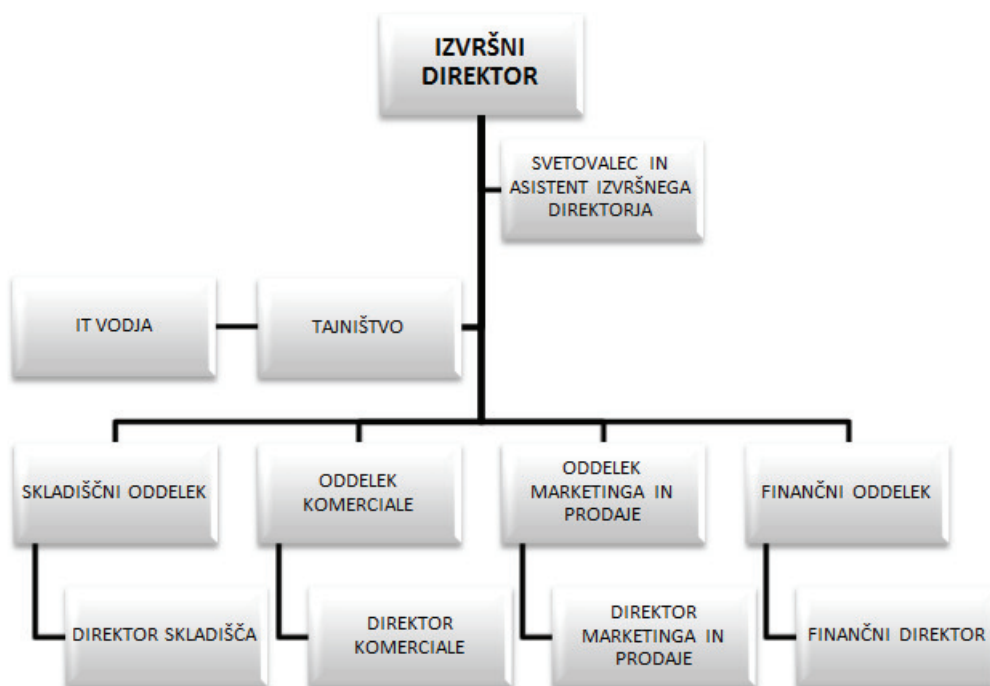 IZVRŠNI
DIREKTOR
SVETOVALEC IN
ASISTENT IZVRŠNEGA
DIREKTORJA
IT VODJA
TAJNIŠTVO
SKLADIŠČNI ODDELEK
ODDELEK
KOMERCIALE
ODDELEK
MARKETINGA IN
PRODAJE
FINANČNI ODDELEK
DIREKTOR SKLADIŠČA
DIREKTOR
KOMERCIALE
DIREKTOR
MARKETINGA IN
PRODAJE
FINANČNI DIREKTOR